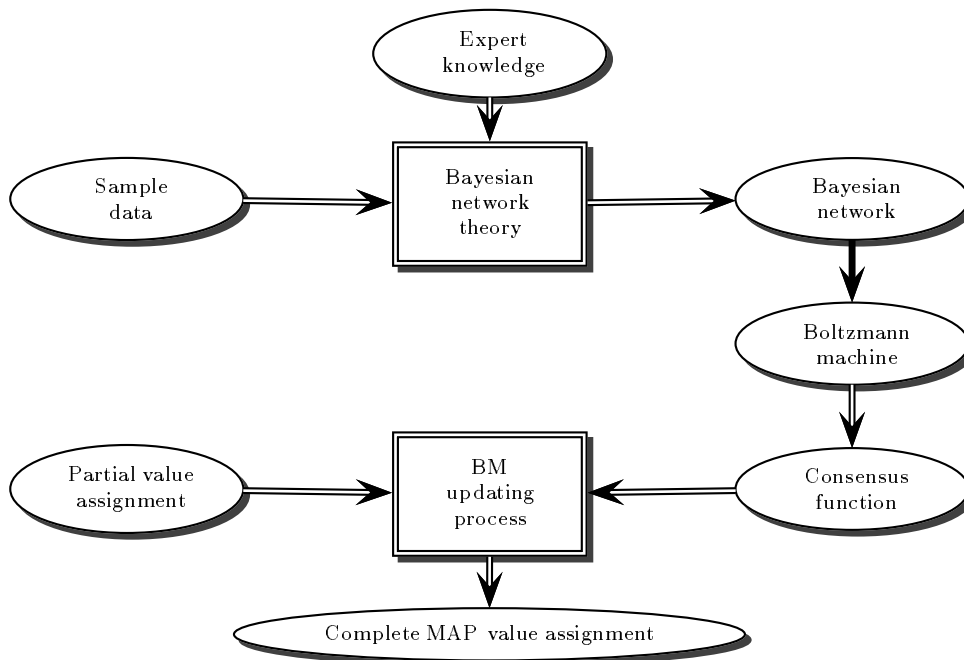 Expert
knowledge
Sample
data
Bayesian
network
theory
Bayesian
network
Boltzmann
machine
Partial value
assignment
BM
updating
process
Consensus
function
Complete MAP value assignment